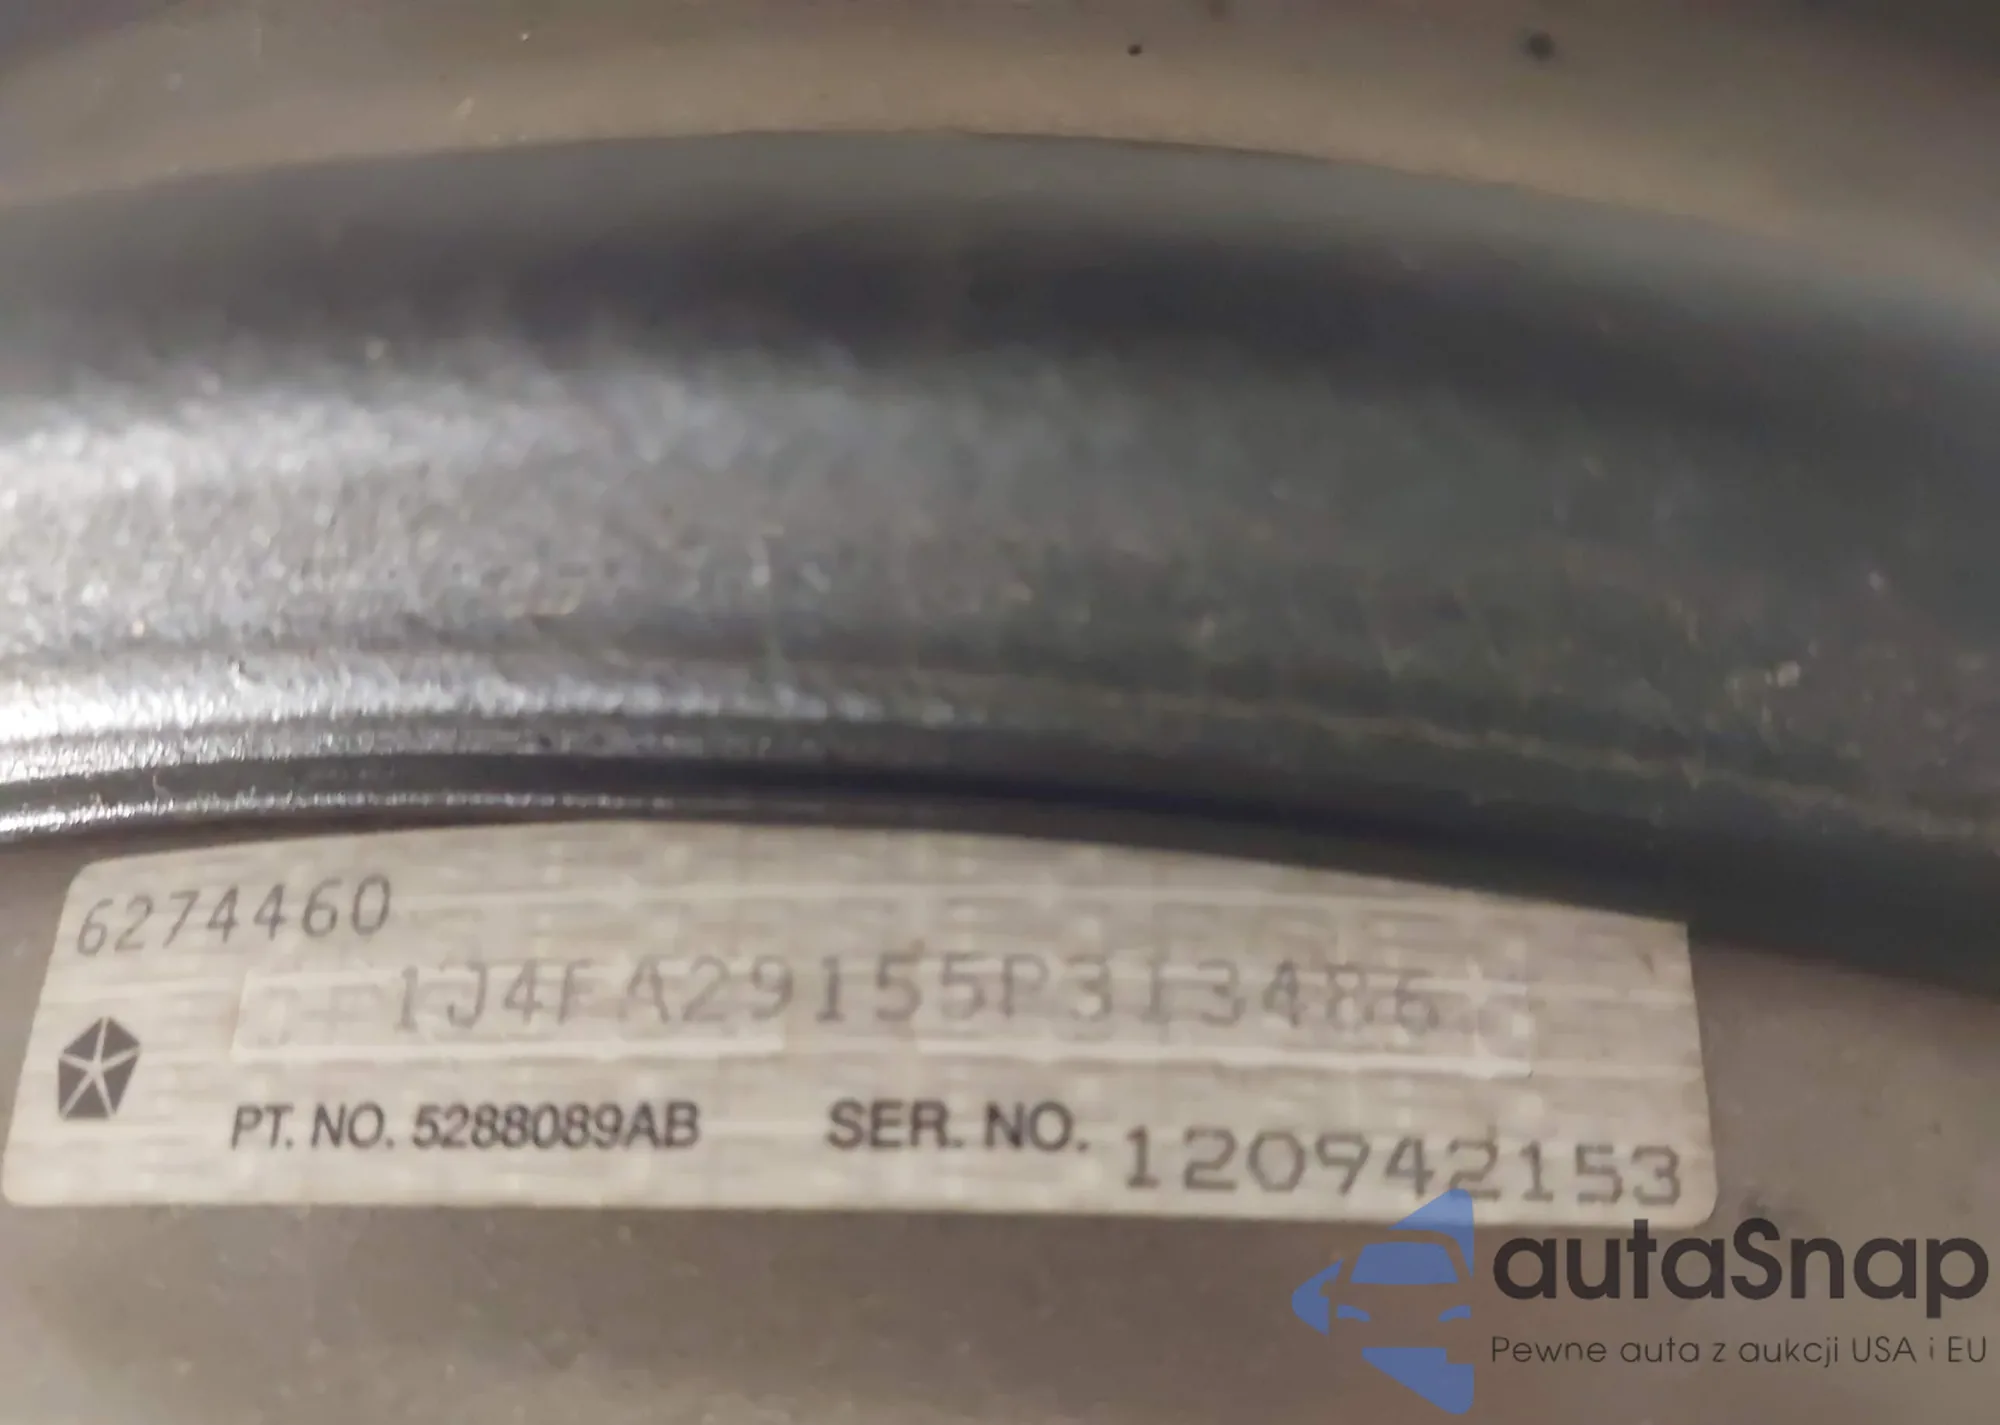 6274460
1J4FA29155P313486
PT. NO. 5288089AB SER. NO. 120942153
autaSnap
Pewne auta z aukcji USA i EU